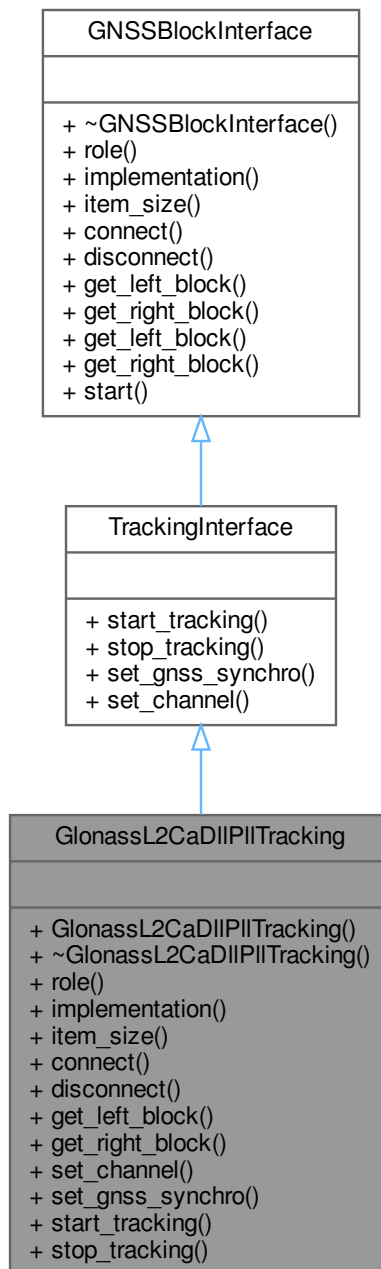 GNSSBlockInterface
+ ~GNSSBlockInterface()
+ role()
+ implementation()
+ item_size()
+ connect()
+ disconnect()
+ get_left_block()
+ get_right_block()
+ get_left_block()
+ get_right_block()
+ start()
TrackingInterface
+ start_tracking()
+ stop_tracking()
+ set_gnss_synchro()
+ set_channel()
GlonassL2CaDllPllTracking
+ GlonassL2CaDllPllTracking()
+ ~GlonassL2CaDllPllTracking()
+ role()
+ implementation()
+ item_size()
+ connect()
+ disconnect()
+ get_left_block()
+ get_right_block()
+ set_channel()
+ set_gnss_synchro()
+ start_tracking()
+ stop_tracking()